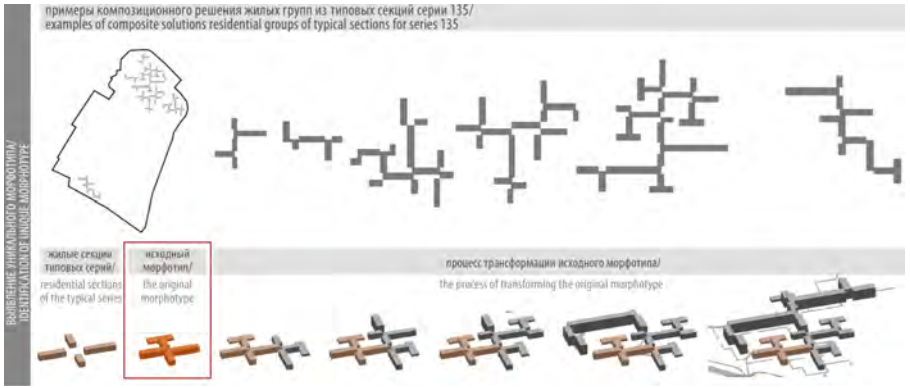 примеры композиционного решения жилых групп из типовых секций серии 135/
examples of composite solutions residential groups of typical sections for series 135
ВЫЯВЛЕНИЕ УНИКАЛЬНОГО МОРФОТИПА/
IDENTIFICATION OF UNIQUE MORPHOTYPE
жилые секции
типовых серий/
residential sections
of the typical series
исходный
морфотип/
the original
morphotype
процесс трансформации исходного морфотипа/
the process of transforming the original morphotype